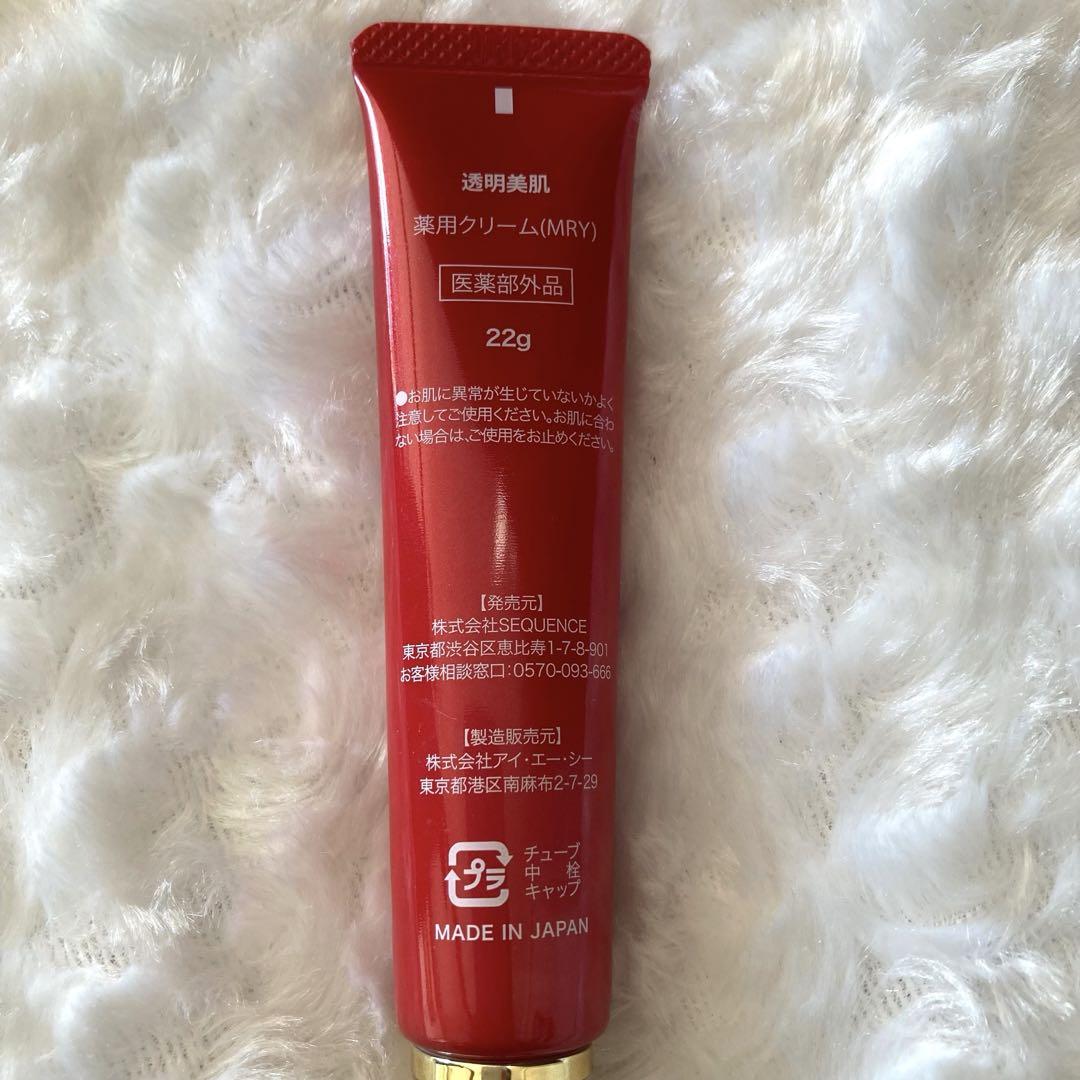 透明美肌
薬用クリーム(MRY)
医薬部外品
22g
●お肌に異常が生じていないかよく
注意してご使用ください。お肌に合わ
ない場合は、ご使用をお止めください。
【発売元】
株式会社SEQUENCE
東京都渋谷区恵比寿1-7-8-901
お客様相談窓口:0570-093-666
【製造販売元】
株式会社アイ・エー・シー
東京都港区南麻布2-7-29
プラ
チューブ
中 栓
キャップ
MADE IN JAPAN